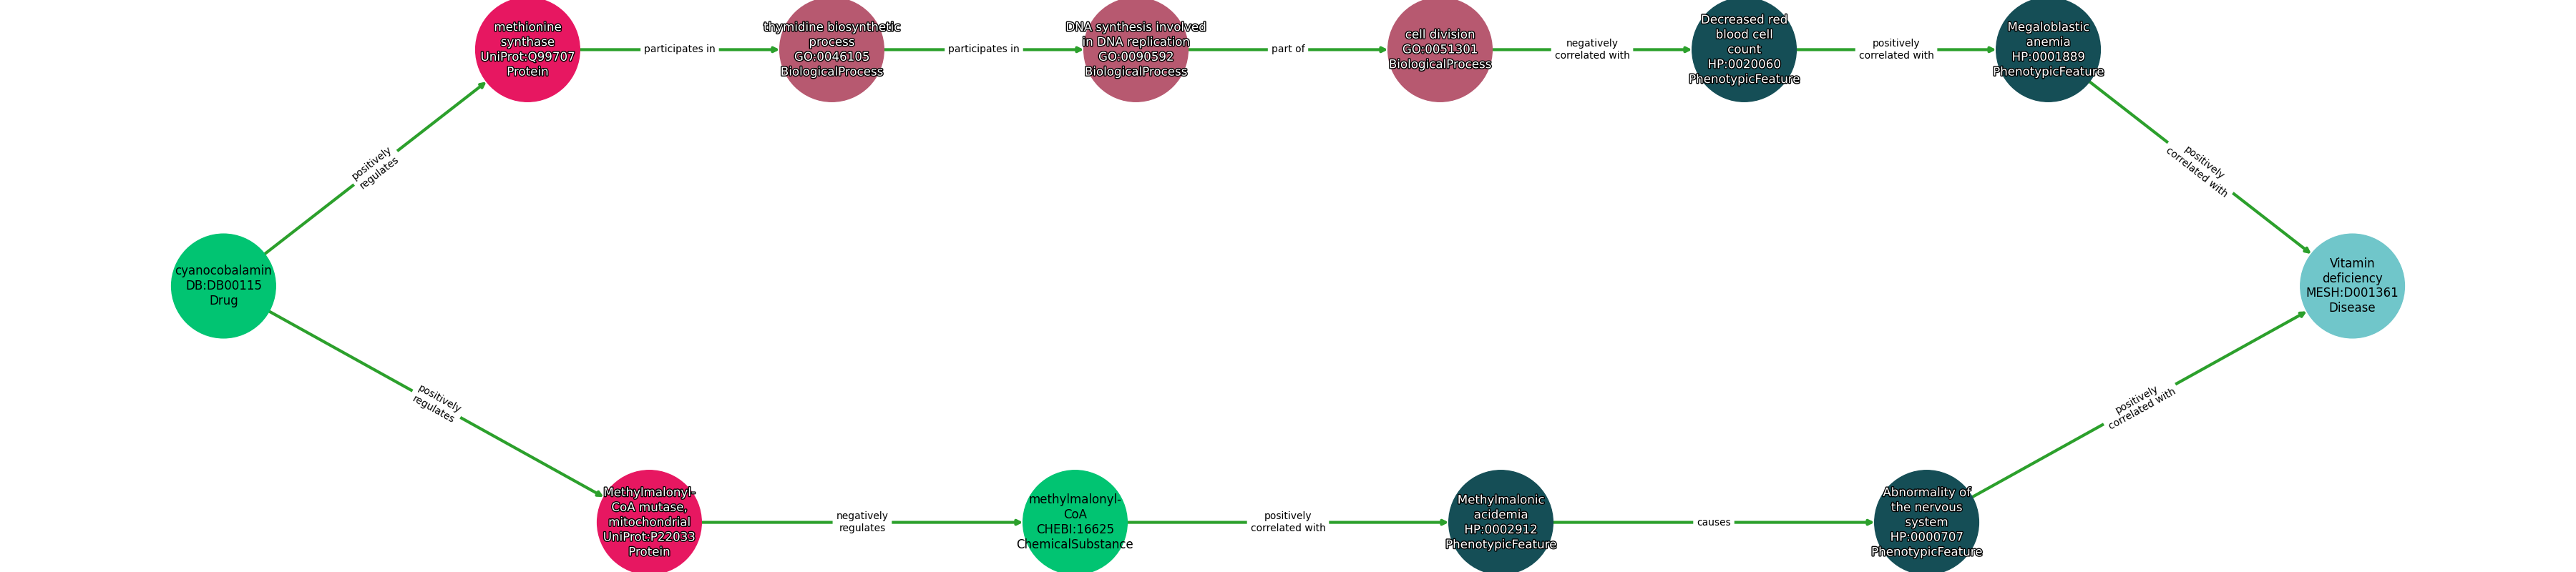 methionine
synthase
UniProt:Q99707
Protein
participates in
thymidine biosynthetic
process
GO:0046105
BiologicalProcess
participates in
DNA synthesis involved
in DNA replication
GO:0090592
BiologicalProcess
part of
cell division
GO:0051301
BiologicalProcess
negatively
correlated with
Decreased red
blood cell
count
HP:0020060
PhenotypicFeature
positively
correlated with
Megaloblastic
anemia
HP:0001889
PhenotypicFeature
positively
regulates
positively
correlated with
cyanocobalamin
DB:DB00115
Drug
Vitamin
deficiency
MESH:D001361
Disease
positively
regulates
positively
correlated with
Methylmalonyl-
CoA mutase,
mitochondrial
UniProt:P22033
Protein
negatively
regulates
methylmalonyl-
CoA
CHEBI:16625
ChemicalSubstance
positively
correlated with
Methylmalonic
acidemia
HP:0002912
PhenotypicFeature
causes
Abnormality of
the nervous
system
HP:0000707
PhenotypicFeature